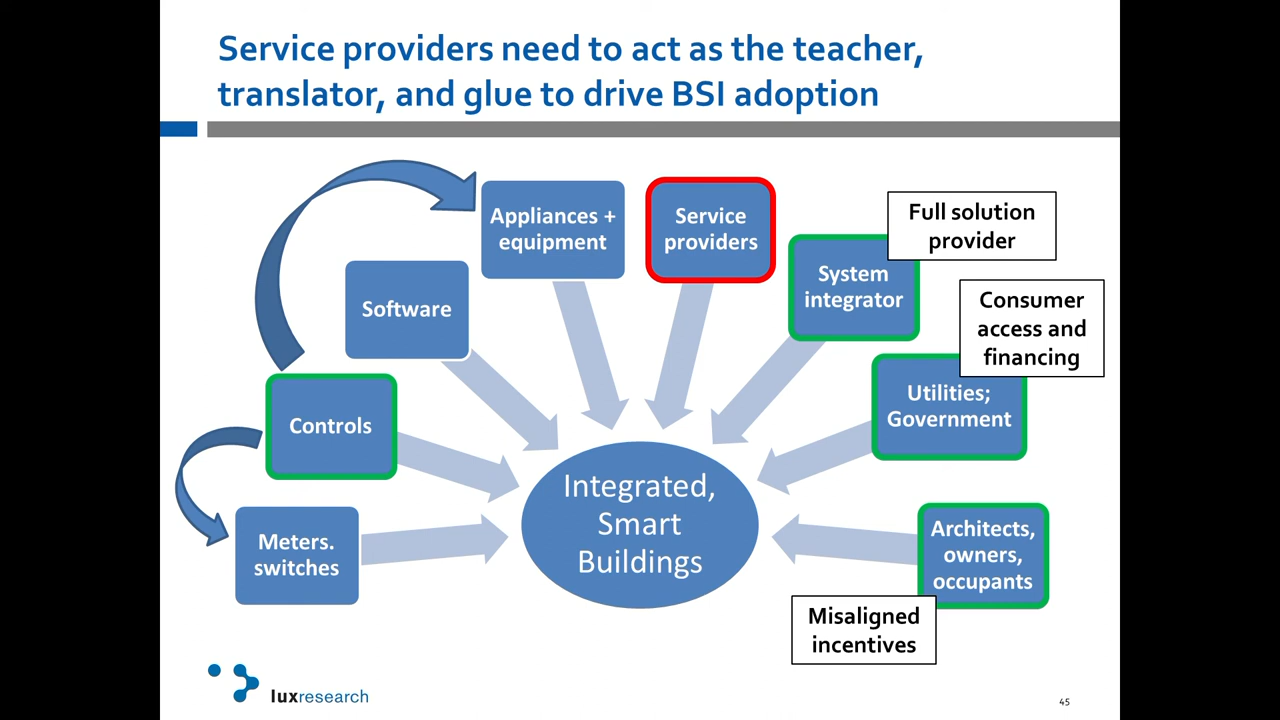 Service providers need to act as the teacher,
translator, and glue to drive BSI adoption
Appliances +
equipment
Service
providers
Full solution
provider
System
integrator
Software
Consumer
access and
financing
Controls
Utilities;
Government
Integrated,
Smart
Buildings
Meters.
switches
Architects,
owners,
occupants
Misaligned
incentives
luxresearch
45